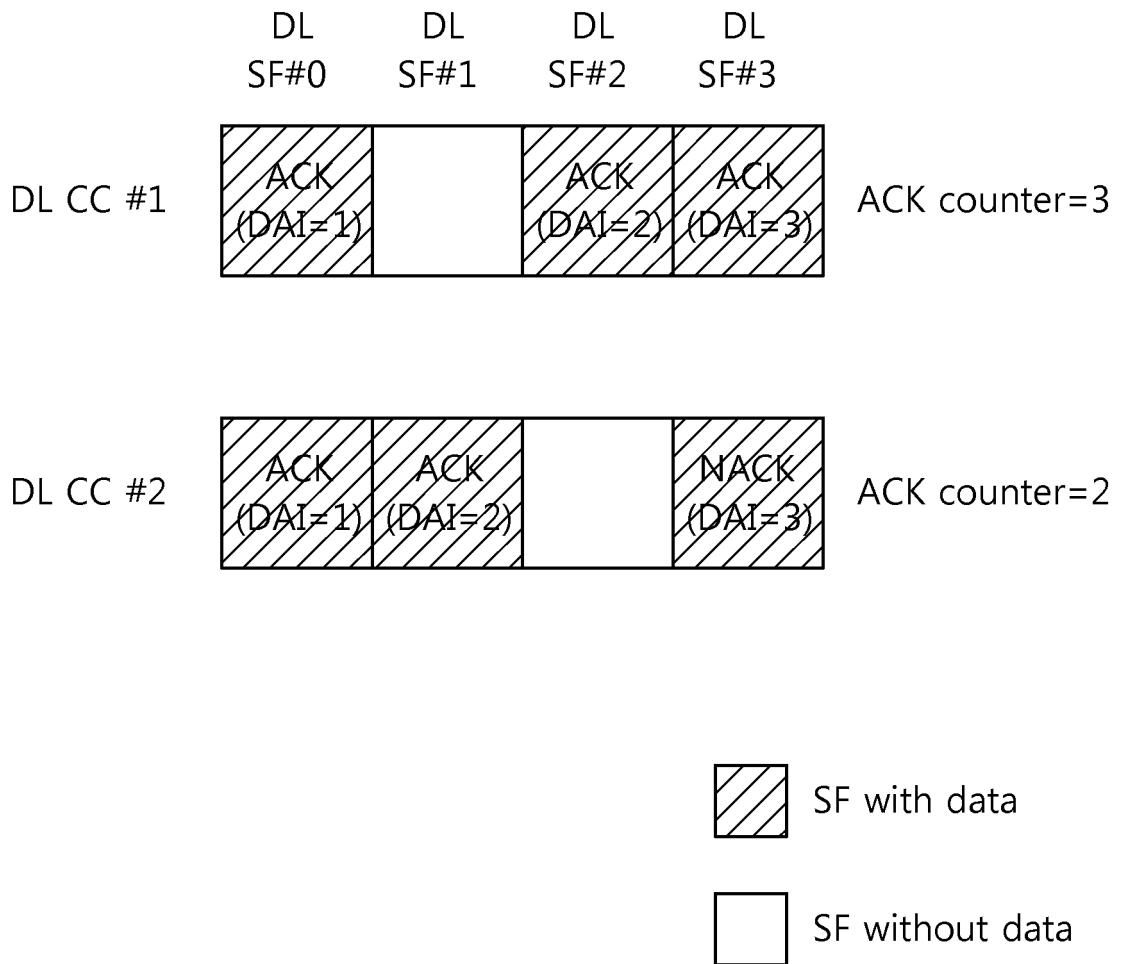 DL DL DL DL
SF#0 SF#1 SF#2 SF#3
DL CC #1
ACK
(DAI=1)
ACK
(DAI=2)
ACK
(DAI=3)
ACK counter=3
DL CC #2
ACK
(DAI=1)
ACK
(DAI=2)
NACK
(DAI=3)
ACK counter=2
SF with data
SF without data